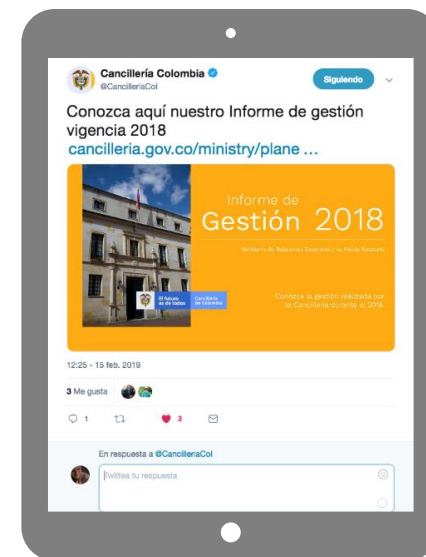 Cancillería Colombia
@CancilleriaCol
Siguiendo
Conozca aquí nuestro Informe de gestión
vigencia 2018
cancilleria.gov.co/ministry/plane ...
Informe de
Gestión 2018
Ministerio de Relaciones Exteriores y su Fondo Rotatorio
El futuro
es de todos
Cancillería
de Colombia
Conozca la gestión realizada por
la Cancillería durante el 2018.
12:25 - 15 feb. 2019
3 Me gusta
1
3
En respuesta a @CancilleriaCol
Twittea tu respuesta